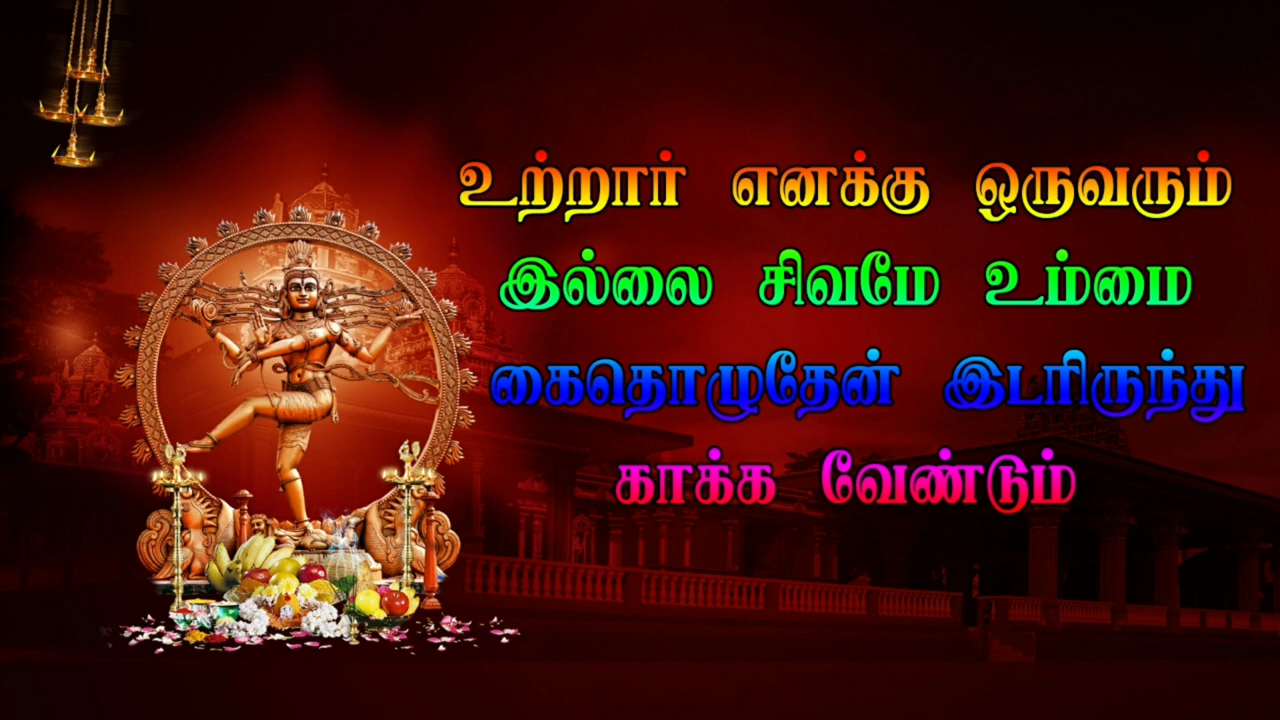 உற்றார் எனக்கு ஒருவரும்
இல்லை சிவமே உம்மை
கைதொழுதேன் இடரிருந்து
காக்க வேண்டும்